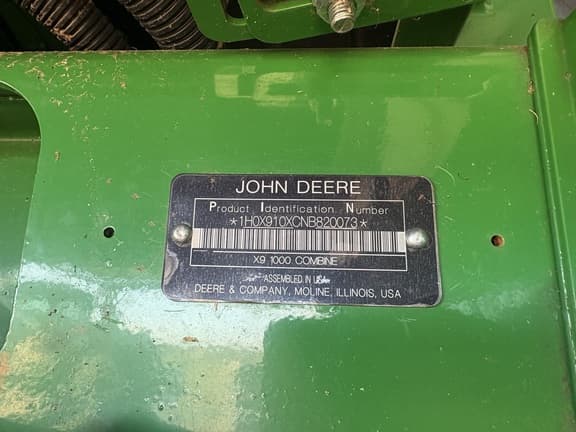 JOHN DEERE
Product Identification Number
*1H0X910XCNB820073*
X9 1000 COMBINE
ASSEMBLED IN USA
DEERE & COMPANY, MOLINE, ILLINOIS, USA